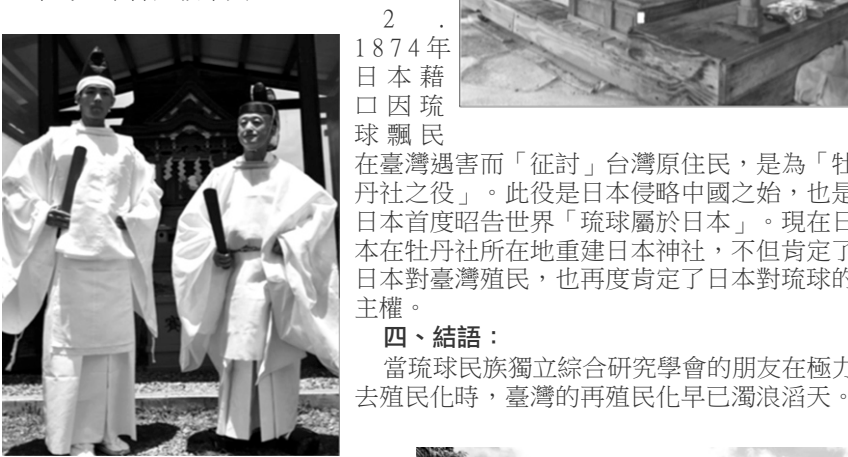 2 .
1874年
日本藉
口因琉
球飄民
在臺灣遇害而「征討」台灣原住民，是為「牡
丹社之役」。此役是日本侵略中國之始，也是
日本首度昭告世界「琉球屬於日本」。現在日
本在牡丹社所在地重建日本神社，不但肯定了
日本對臺灣殖民，也再度肯定了日本對琉球的
主權。
四、結語：
當琉球民族獨立綜合研究學會的朋友在極力
去殖民化時，臺灣的再殖民化早已濁浪滔天。